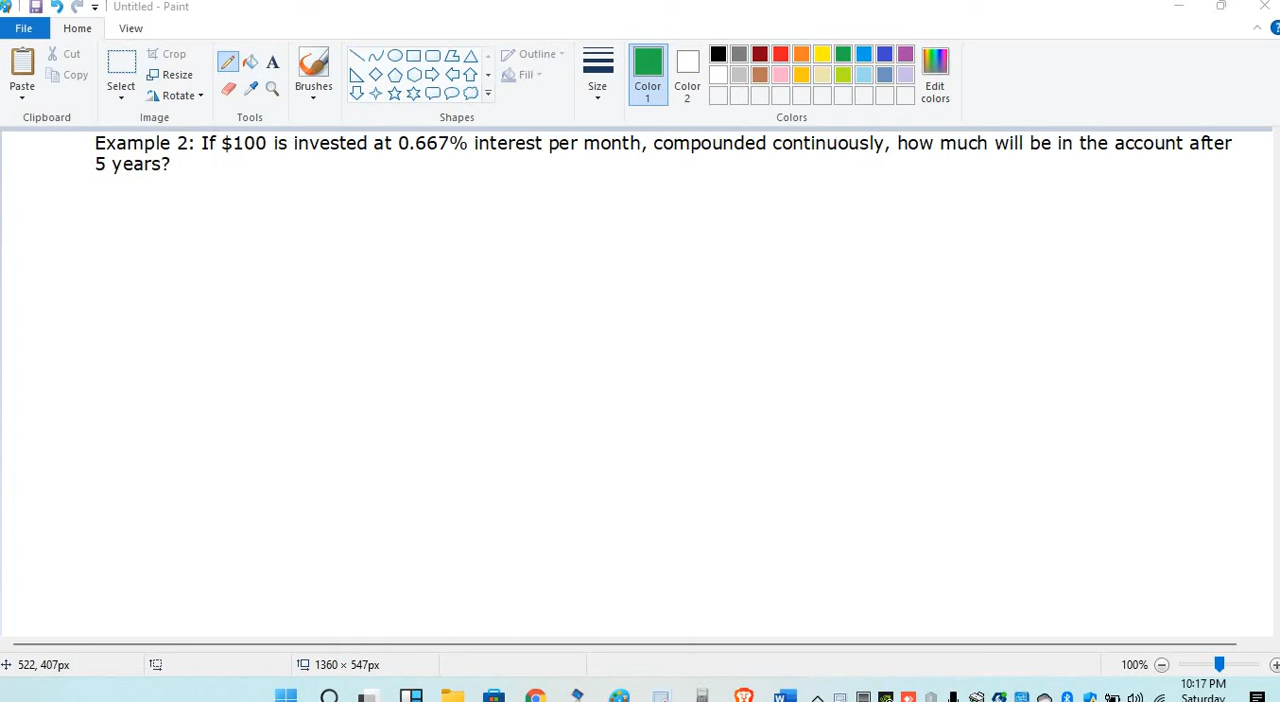 Untitled - Paint
File Home View
Paste
Cut
Copy
Clipboard
Select
Crop
Resize
Rotate
Image
Tools
Brushes
Shapes
Outline
Fill
Size
Color 1
Color 2
Colors
Edit colors
Example 2: If $100 is invested at 0.667% interest per month, compounded continuously, how much will be in the account after
5 years?
522, 407px
1360 × 547px
100%
10:17 PM
Saturday